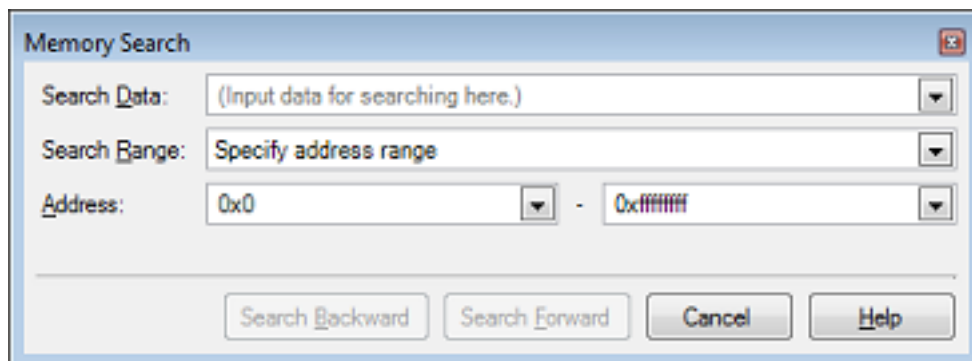 Memory Search
Search Data: (Input data for searching here.)
Search Range: Specify address range
Address: 0x0 - 0xffffffff
Search Backward Search Forward Cancel Help